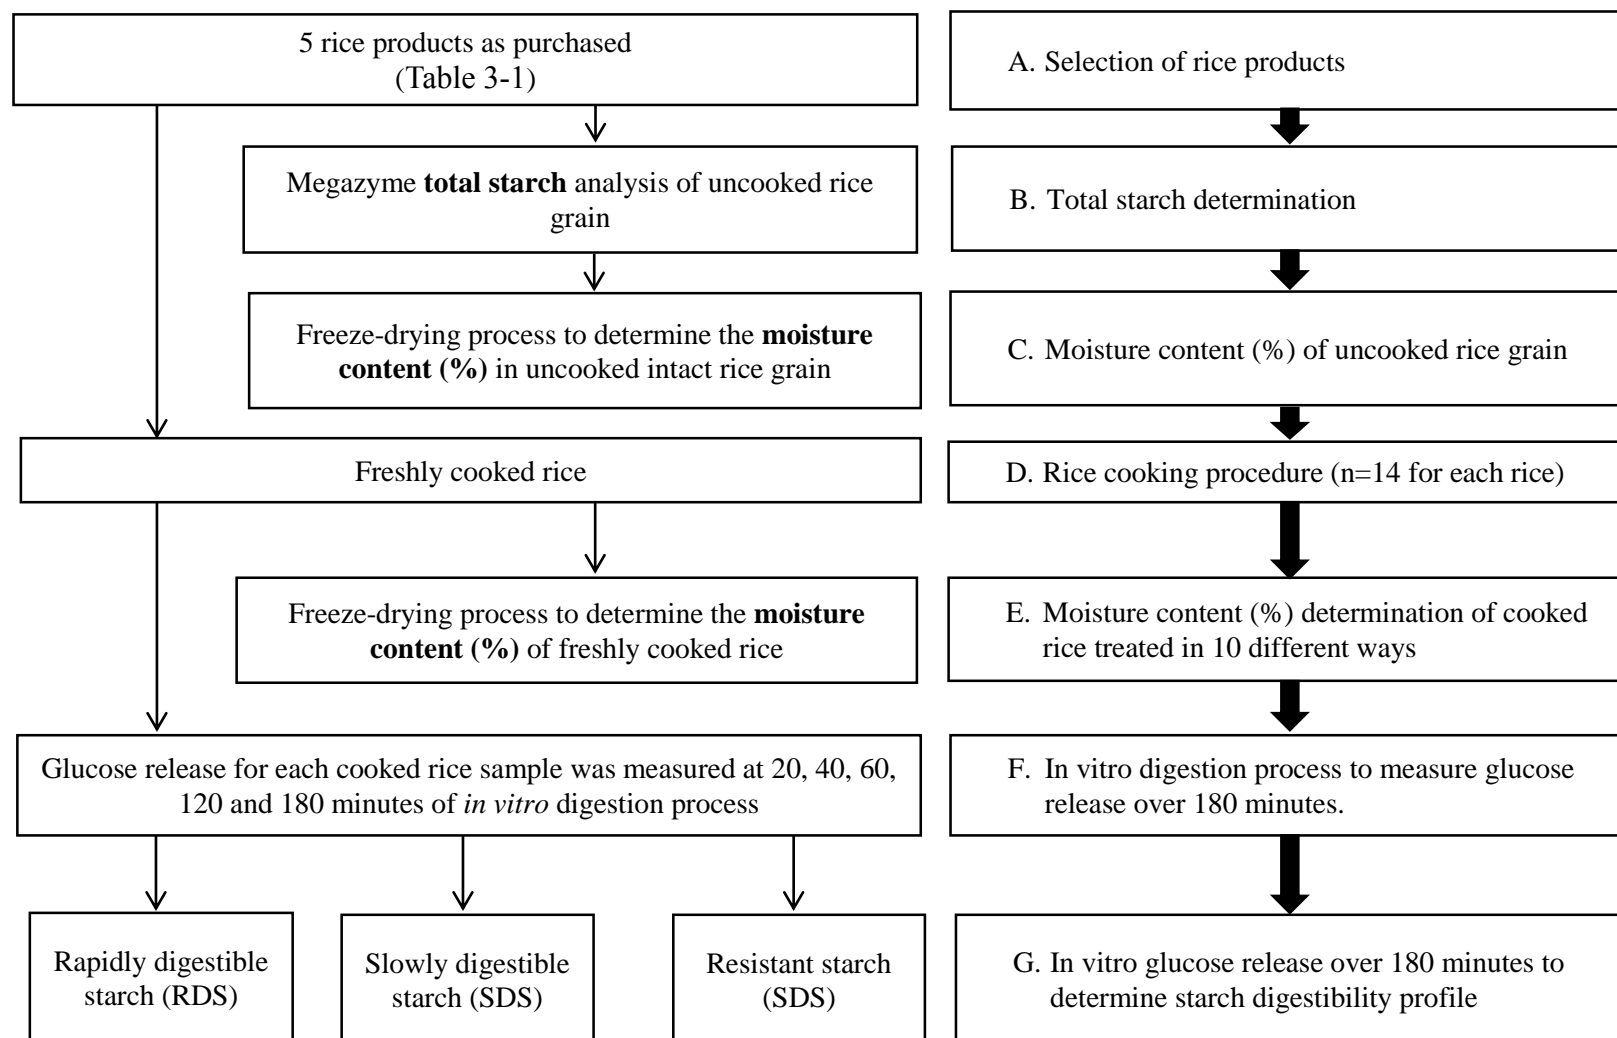 5 rice products as purchased
(Table 3-1)
A. Selection of rice products
Megazyme total starch analysis of uncooked rice
grain
B. Total starch determination
Freeze-drying process to determine the moisture
content (%) in uncooked intact rice grain
C. Moisture content (%) of uncooked rice grain
Freshly cooked rice
D. Rice cooking procedure (n=14 for each rice)
Freeze-drying process to determine the moisture
content (%) of freshly cooked rice
E. Moisture content (%) determination of cooked
rice treated in 10 different ways
Glucose release for each cooked rice sample was measured at 20, 40, 60,
120 and 180 minutes of in vitro digestion process
F. In vitro digestion process to measure glucose
release over 180 minutes.
Rapidly digestible
starch (RDS)
Slowly digestible
starch (SDS)
Resistant starch
(SDS)
G. In vitro glucose release over 180 minutes to
determine starch digestibility profile